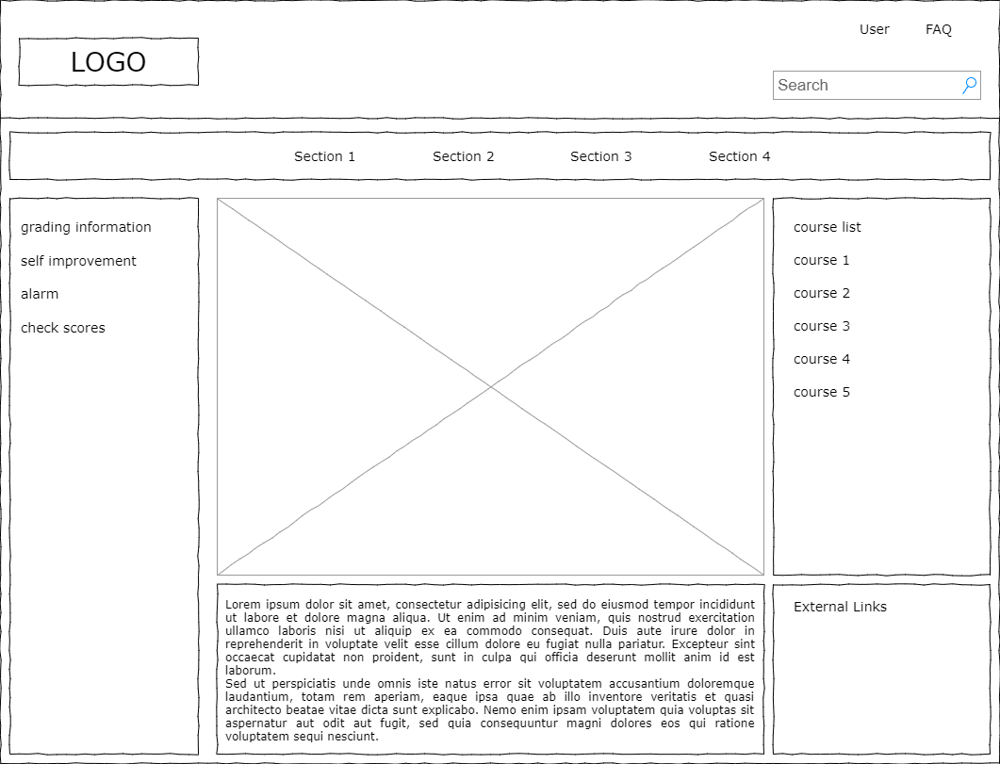 User FAQ
LOGO
Search
Section 1 Section 2 Section 3 Section 4
grading information
self improvement
alarm
check scores
course list
course 1
course 2
course 3
course 4
course 5
Lorem ipsum dolor sit amet, consectetur adipisicing elit, sed do eiusmod tempor incididunt
ut labore et dolore magna aliqua. Ut enim ad minim veniam, quis nostrud exercitation
ullamco laboris nisi ut aliquip ex ea commodo consequat. Duis aute irure dolor in
reprehenderit in voluptate velit esse cillum dolore eu fugiat nulla pariatur. Excepteur sint
occaecat cupidatat non proident, sunt in culpa qui officia deserunt mollit anim id est
laborum.
Sed ut perspiciatis unde omnis iste natus error sit voluptatem accusantium doloremque
laudantium, totam rem aperiam, eaque ipsa quae ab illo inventore veritatis et quasi
architecto beatae vitae dicta sunt explicabo. Nemo enim ipsam voluptatem quia voluptas sit
aspernatur aut odit aut fugit, sed quia consequuntur magni dolores eos qui ratione
voluptatem sequi nesciunt.
External Links